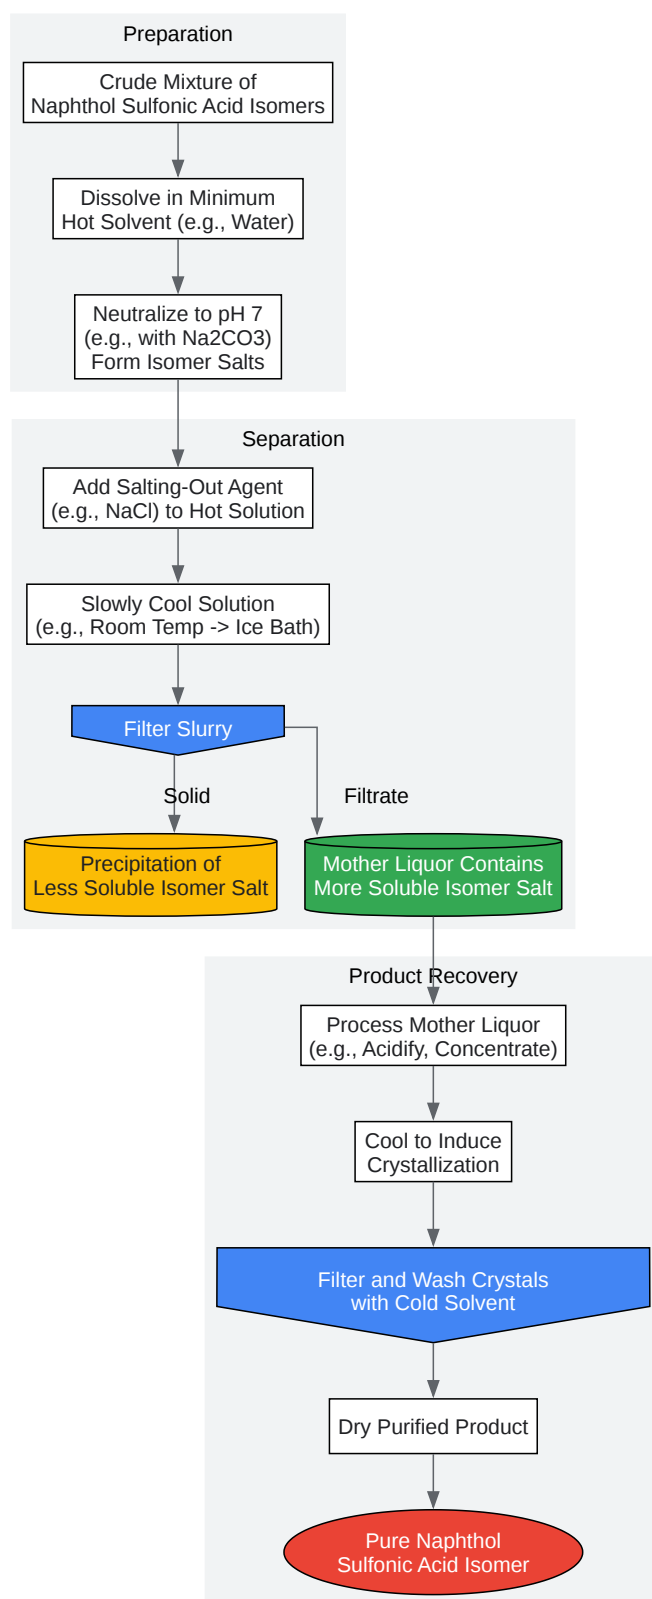 Preparation
Crude Mixture of
Naphthol Sulfonic Acid Isomers
Dissolve in Minimum
Hot Solvent (e.g., Water)
Neutralize to pH 7
(e.g., with Na2CO3)
Form Isomer Salts
Separation
Add Salting-Out Agent
(e.g., NaCl) to Hot Solution
Slowly Cool Solution
(e.g., Room Temp -> Ice Bath)
Filter Slurry
Solid
Filtrate
Precipitation of
Less Soluble Isomer Salt
Mother Liquor Contains
More Soluble Isomer Salt
Product Recovery
Process Mother Liquor
(e.g., Acidify, Concentrate)
Cool to Induce
Crystallization
Filter and Wash Crystals
with Cold Solvent
Dry Purified Product
Pure Naphthol
Sulfonic Acid Isomer